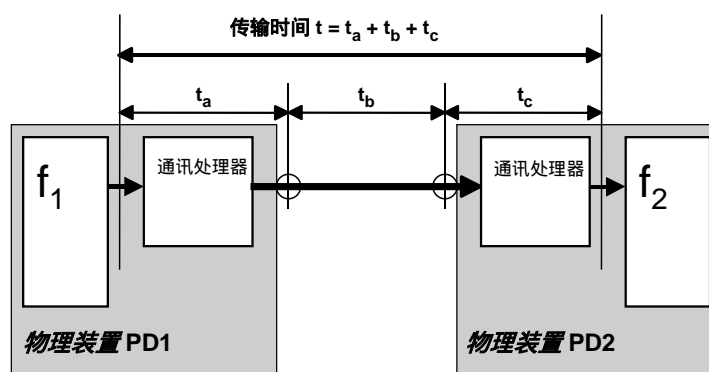 传输时间 t = ta + tb + tc
ta
tb
tc
f1
通讯处理器
通讯处理器
f2
物理装置 PD1
物理装置 PD2